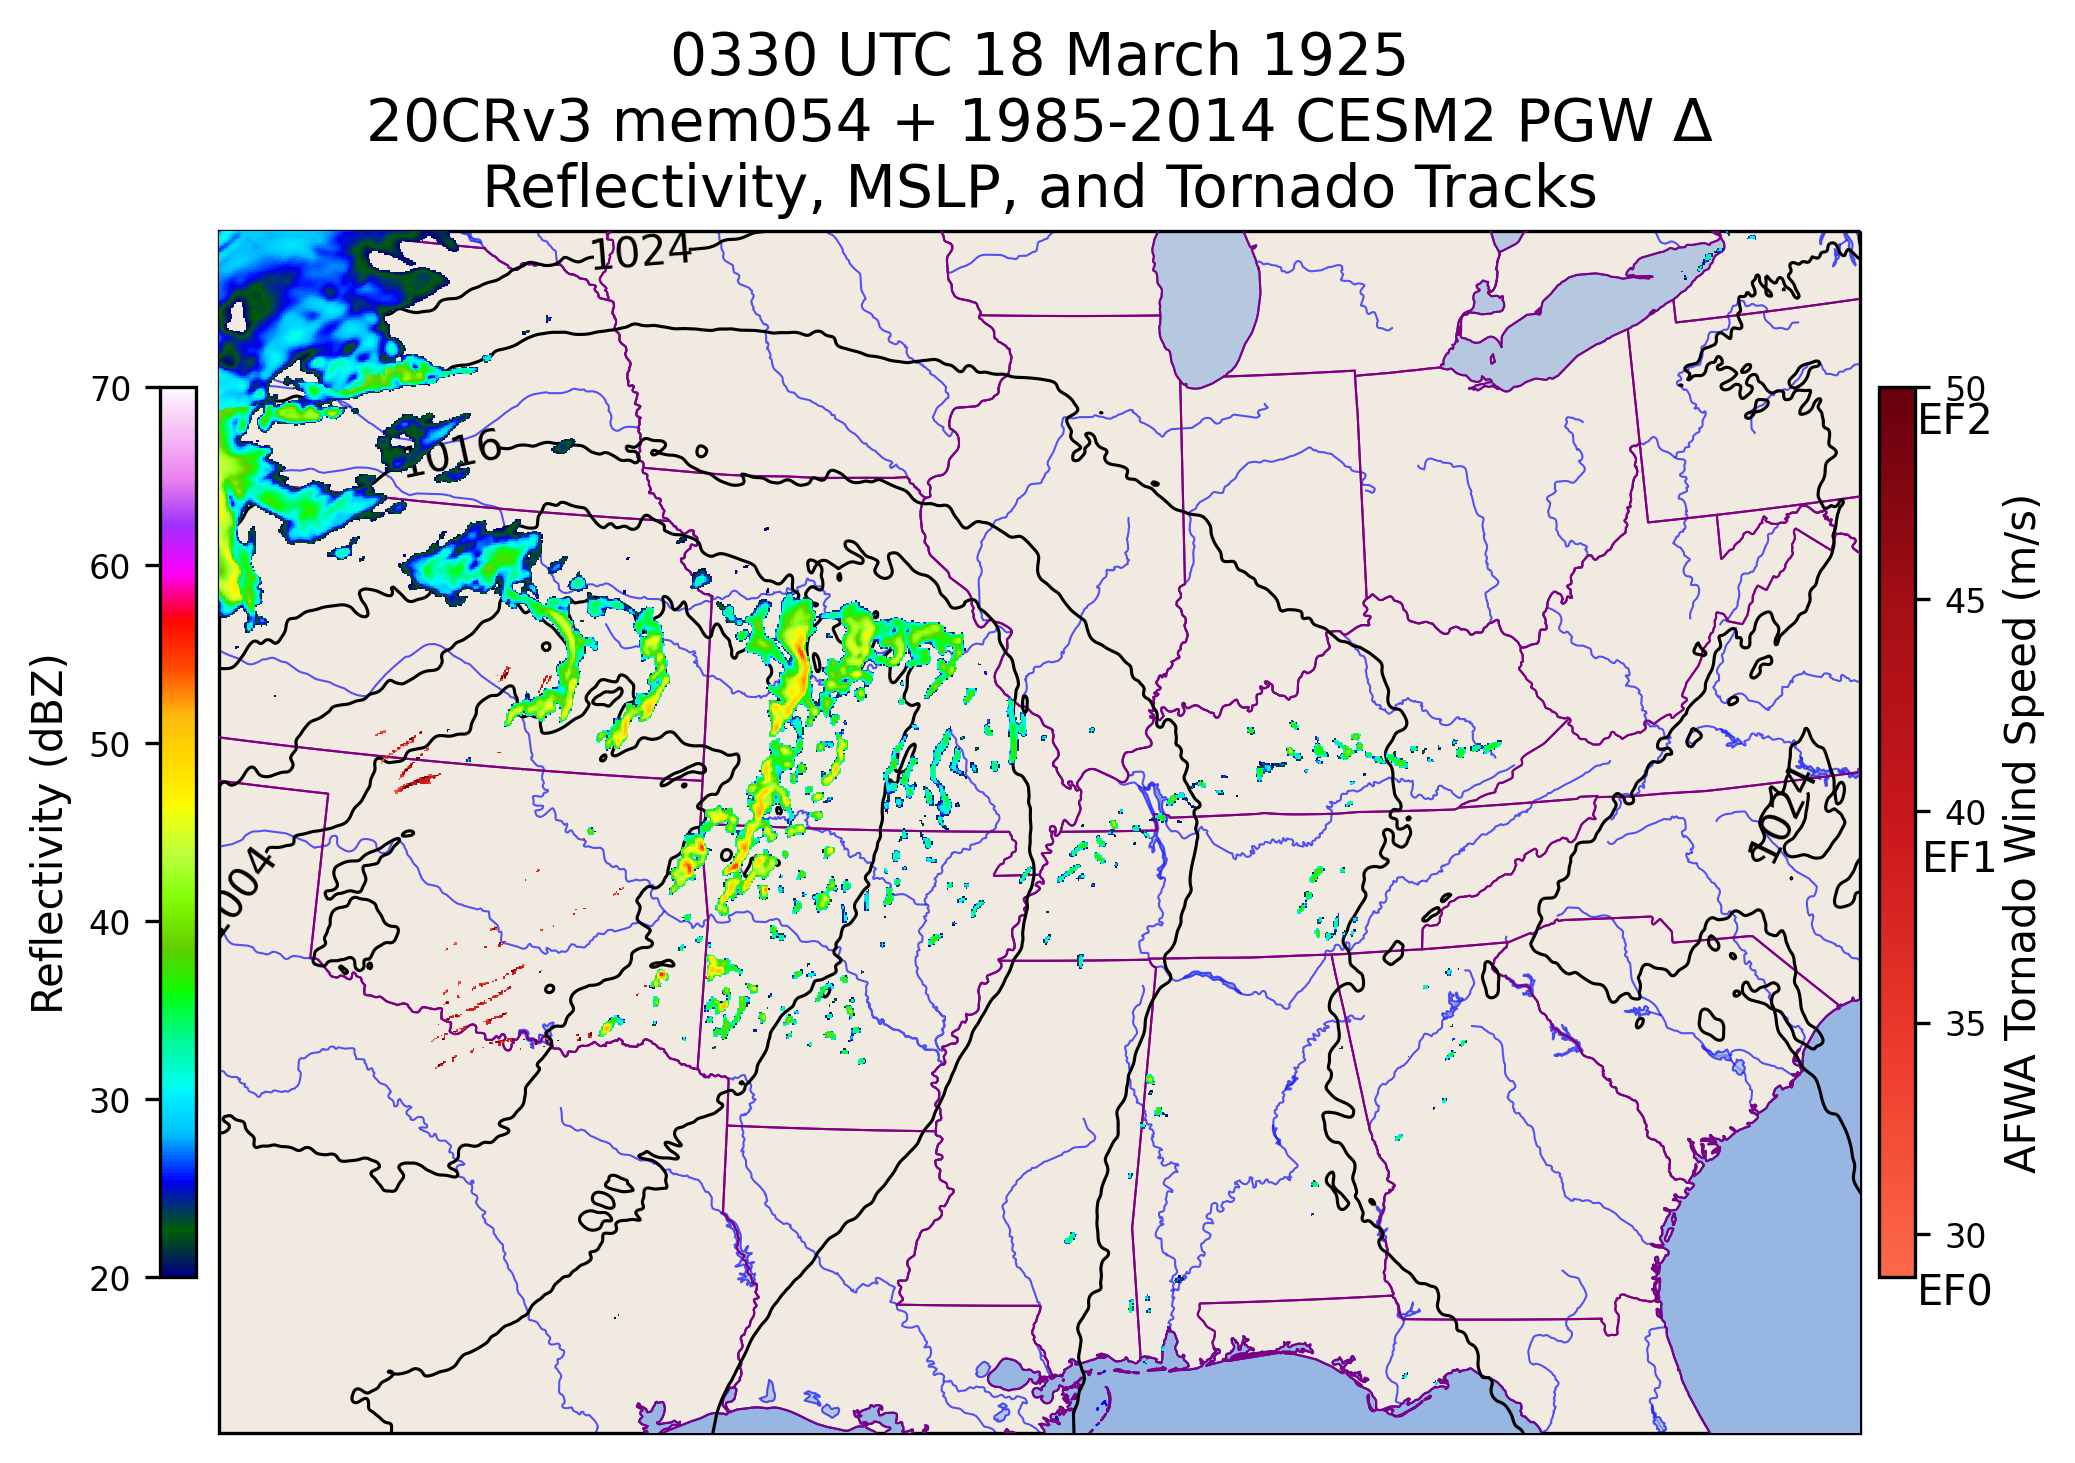 0330 UTC 18 March 1925
20CRv3 mem054 + 1985-2014 CESM2 PGW Δ
Reflectivity, MSLP, and Tornado Tracks
1024
1016
1004
1024
70
60
50
40
30
20
Reflectivity (dBZ)
50
EF2
45
40
EF1
35
30
EF0
AFWA Tornado Wind Speed (m/s)